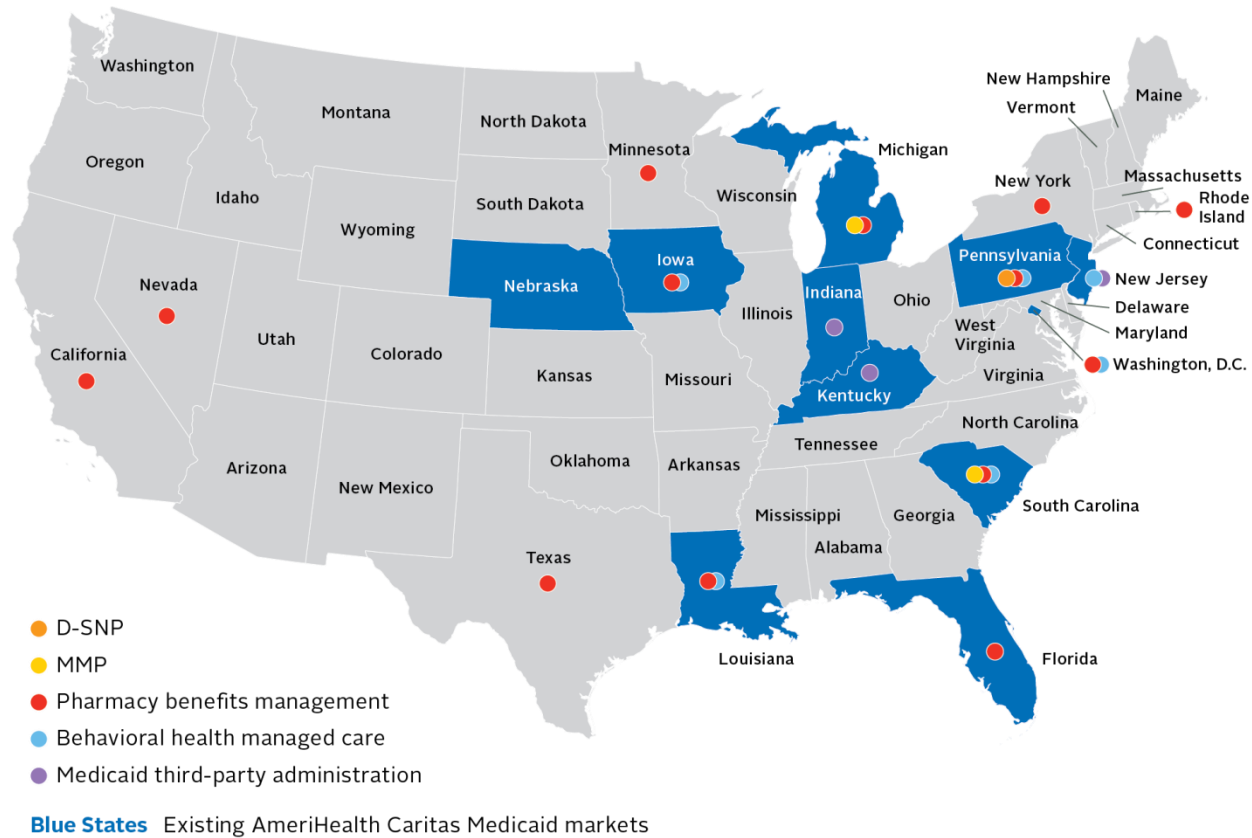 Washington
Montana
North Dakota
Minnesota
Oregon
Idaho
South Dakota
Wisconsin
Michigan
New Hampshire
Vermont
Maine
New York
Massachusetts
Rhode
Island
Connecticut
Wyoming
Nebraska
Iowa
Pennsylvania
New Jersey
Nevada
Indiana
Ohio
Delaware
Maryland
Illinois
West
Virginia
Utah
Colorado
California
Kansas
Missouri
Kentucky
Virginia
Washington, D.C.
North Carolina
Tennessee
Arizona
New Mexico
Oklahoma
Arkansas
South Carolina
Mississippi
Georgia
Alabama
Texas
Louisiana
Florida
D-SNP
MMP
Pharmacy benefits management
Behavioral health managed care
Medicaid third-party administration
Blue States Existing AmeriHealth Caritas Medicaid markets